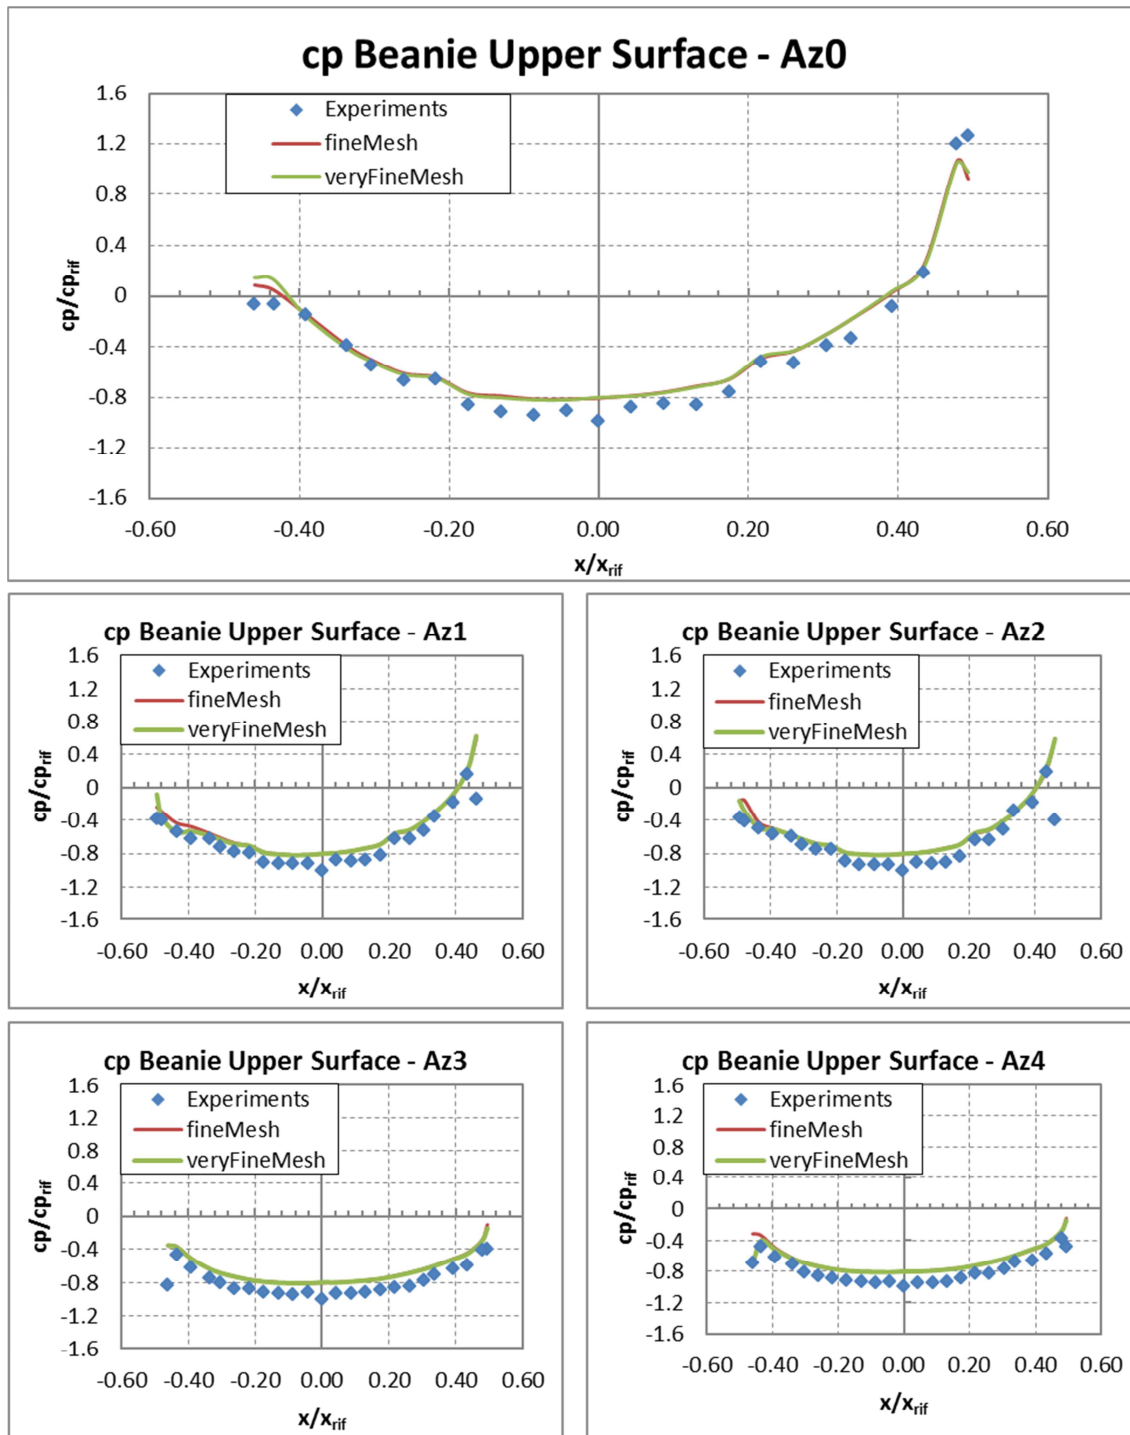 cp Beanie Upper Surface - Az0
1.6
Experiments
1.2
fineMesh
veryFineMesh
0.8
0.4
0
-0.4
-0.8
-1.2
-1.6
cp/cprif
-0.60 -0.40 -0.20 0.00 0.20 0.40 0.60
x/xrif
cp Beanie Upper Surface - Az1
1.6
Experiments
1.2
fineMesh
0.8
veryFineMesh
0.4
0
-0.4
-0.8
-1.2
-1.6
cp/cprif
-0.60 -0.40 -0.20 0.00 0.20 0.40 0.60
x/xrif
cp Beanie Upper Surface - Az2
1.6
Experiments
1.2
fineMesh
0.8
veryFineMesh
0.4
0
-0.4
-0.8
-1.2
-1.6
cp/cprif
-0.60 -0.40 -0.20 0.00 0.20 0.40 0.60
x/xrif
cp Beanie Upper Surface - Az3
1.6
Experiments
1.2
fineMesh
0.8
veryFineMesh
0.4
0
-0.4
-0.8
-1.2
-1.6
cp/cprif
-0.60 -0.40 -0.20 0.00 0.20 0.40 0.60
x/xrif
cp Beanie Upper Surface - Az4
1.6
Experiments
1.2
fineMesh
0.8
veryFineMesh
0.4
0
-0.4
-0.8
-1.2
-1.6
cp/cprif
-0.60 -0.40 -0.20 0.00 0.20 0.40 0.60
x/xrif